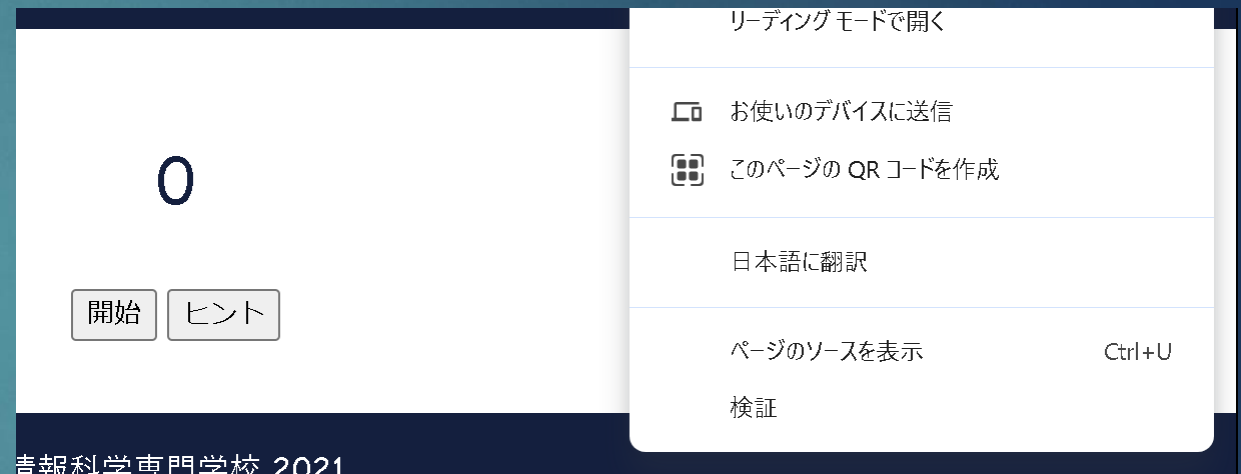 リーディング モードで開く
お使いのデバイスに送信
このページの QR コードを作成
0
日本語に翻訳
開始 ヒント
ページのソースを表示 Ctrl+U
検証
情報科学専門学校 2021